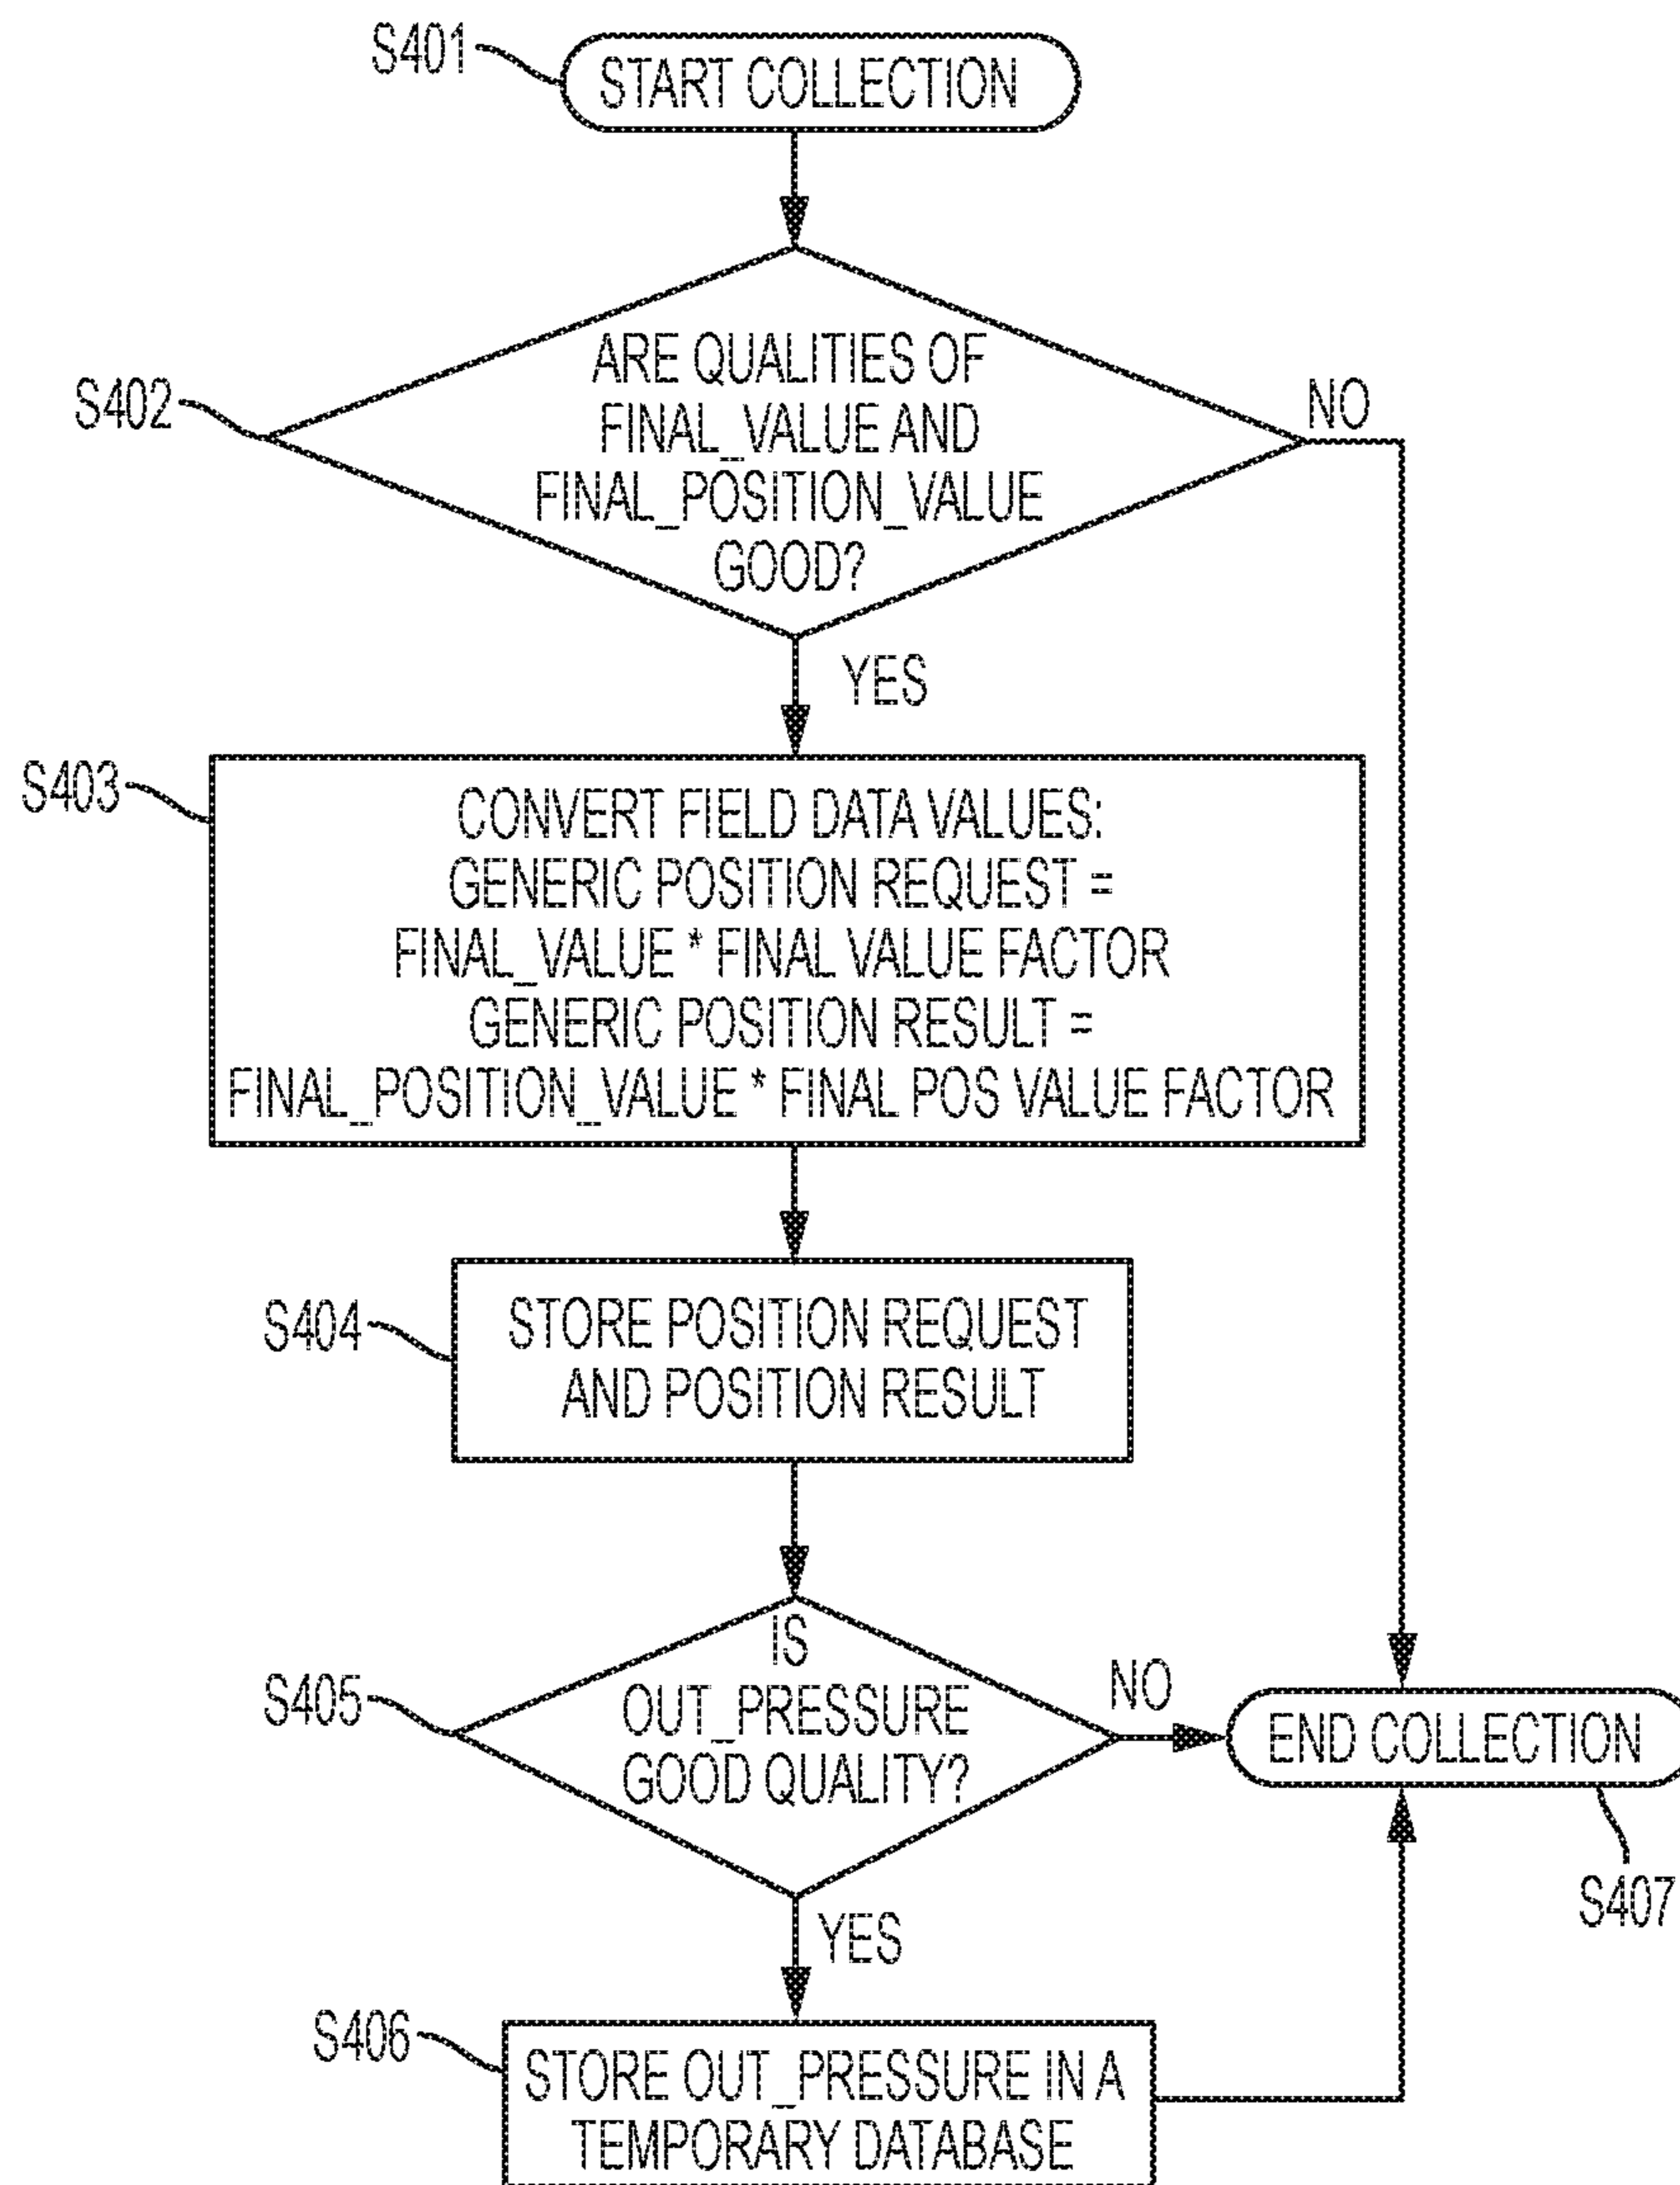 S401
START COLLECTION
S402
ARE QUALITIES OF
FINAL_VALUE AND
FINAL_POSITION_VALUE
GOOD?
NO
YES
S403
CONVERT FIELD DATA VALUES:
GENERIC POSITION REQUEST =
FINAL_VALUE * FINAL VALUE FACTOR
GENERIC POSITION RESULT =
FINAL_POSITION_VALUE * FINAL POS VALUE FACTOR
S404
STORE POSITION REQUEST
AND POSITION RESULT
S405
IS
OUT_PRESSURE
GOOD QUALITY?
NO
END COLLECTION
S407
YES
S406
STORE OUT_PRESSURE IN A
TEMPORARY DATABASE